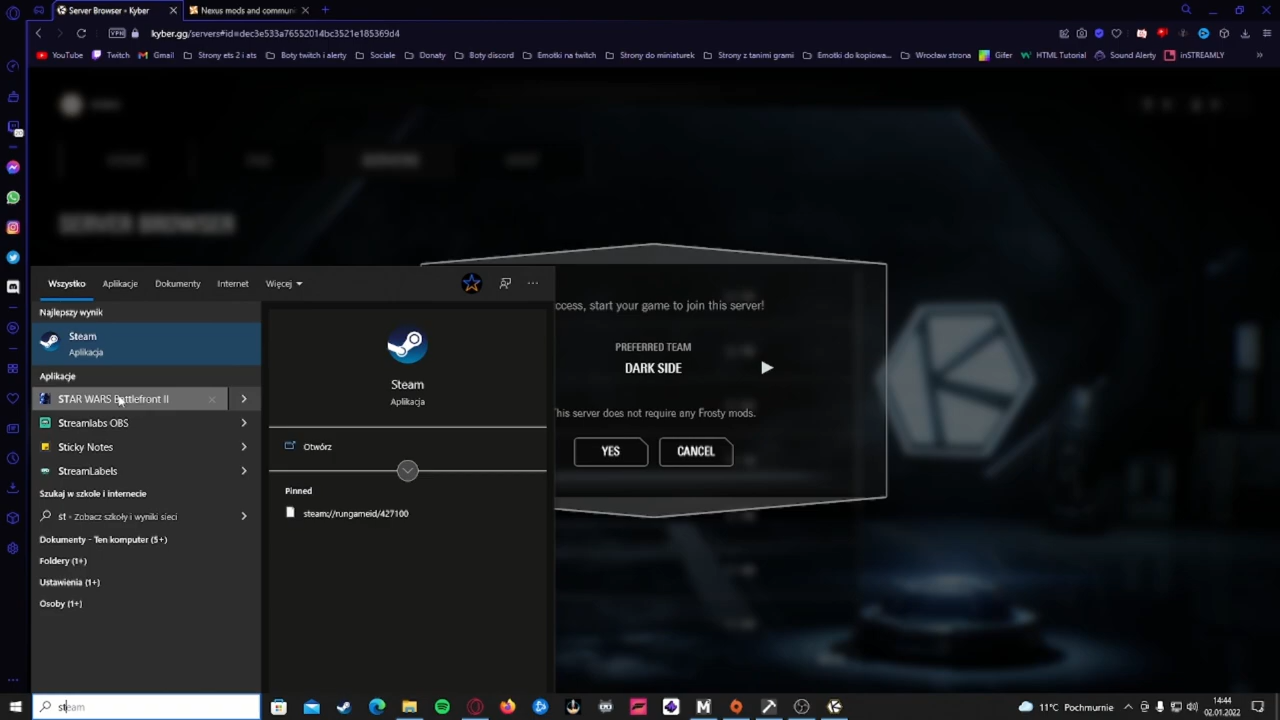 Server Browser • Kyber
Nexus mods and commun
VPN
kyber.gg/servers#id=dec3e533a76552014bc3521e185369d4
YouTube
Twitch
Gmail
Strony ets 2 i ats
Boty twitch i alerty
Sociale
Donaty
Boty discord
Emotki na twitch
Strony do miniaturek
Strony z tanimi grami
Emotki do kopiowa...
Wrocław strona
Gifer
HTML Tutorial
Sound Alerty
inSTREAMLY
SERVER BROWSER
Wszystko
Aplikacje
Dokumenty
Internet
Więcej
Najlepszy wynik
Steam
Aplikacja
Aplikacje
STAR WARS Battlefront II
Streamlabs OBS
Sticky Notes
StreamLabels
Szukaj w szkole i internecie
st - Zobacz szkoły i wyniki sieci
Dokumenty - Ten komputer (5+)
Foldery (1+)
Ustawienia (1+)
Osoby (1+)
Steam
Aplikacja
Otwórz
Pinned
steam://rungameid/427100
ccess, start your game to join this server!
PREFERRED TEAM
DARK SIDE
his server does not require any Frosty mods.
YES
CANCEL
steam
11°C Pochmurnie
14:44
02.01.2022